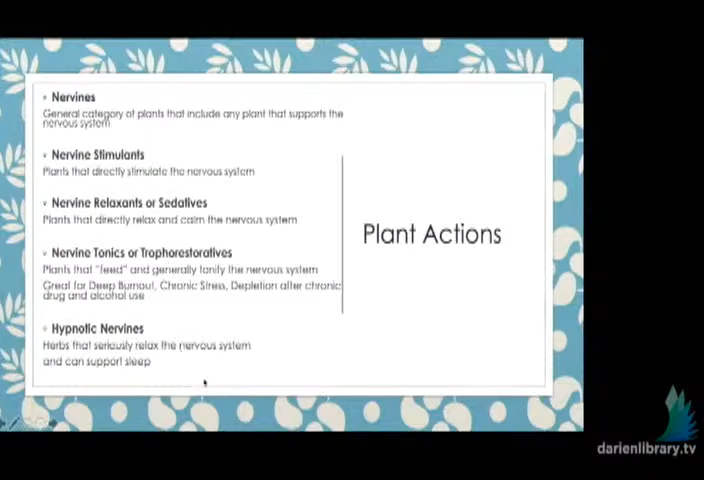 Nervines
General category of plants that include any plant that supports the
nervous system
Nervine Stimulants
Plants that directly stimulate the nervous system
Nervine Relaxants or Sedatives
Plants that directly relax and calm the nervous system
Nervine Tonics or Trophorestoratives
Plants that "feed" and generally tonify the nervous system
Great for Deep Burnout, Chronic Stress, Depletion after chronic
drug and alcohol use
Hypnotic Nervines
Herbs that seriously relax the nervous system
and can support sleep
Plant Actions
darienlibrary.tv